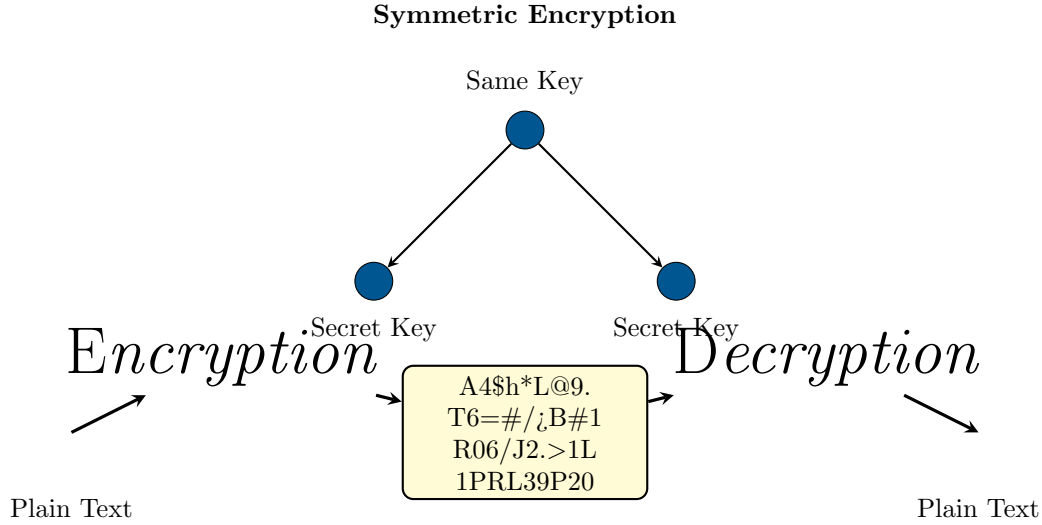 Symmetric Encryption
Same Key
Secret Key
Secret Key
Encryption
Decryption
A4$h*L@9.
T6=#/¿B#1
R06/J2.>1L
1PRL39P20
Plain Text
Plain Text